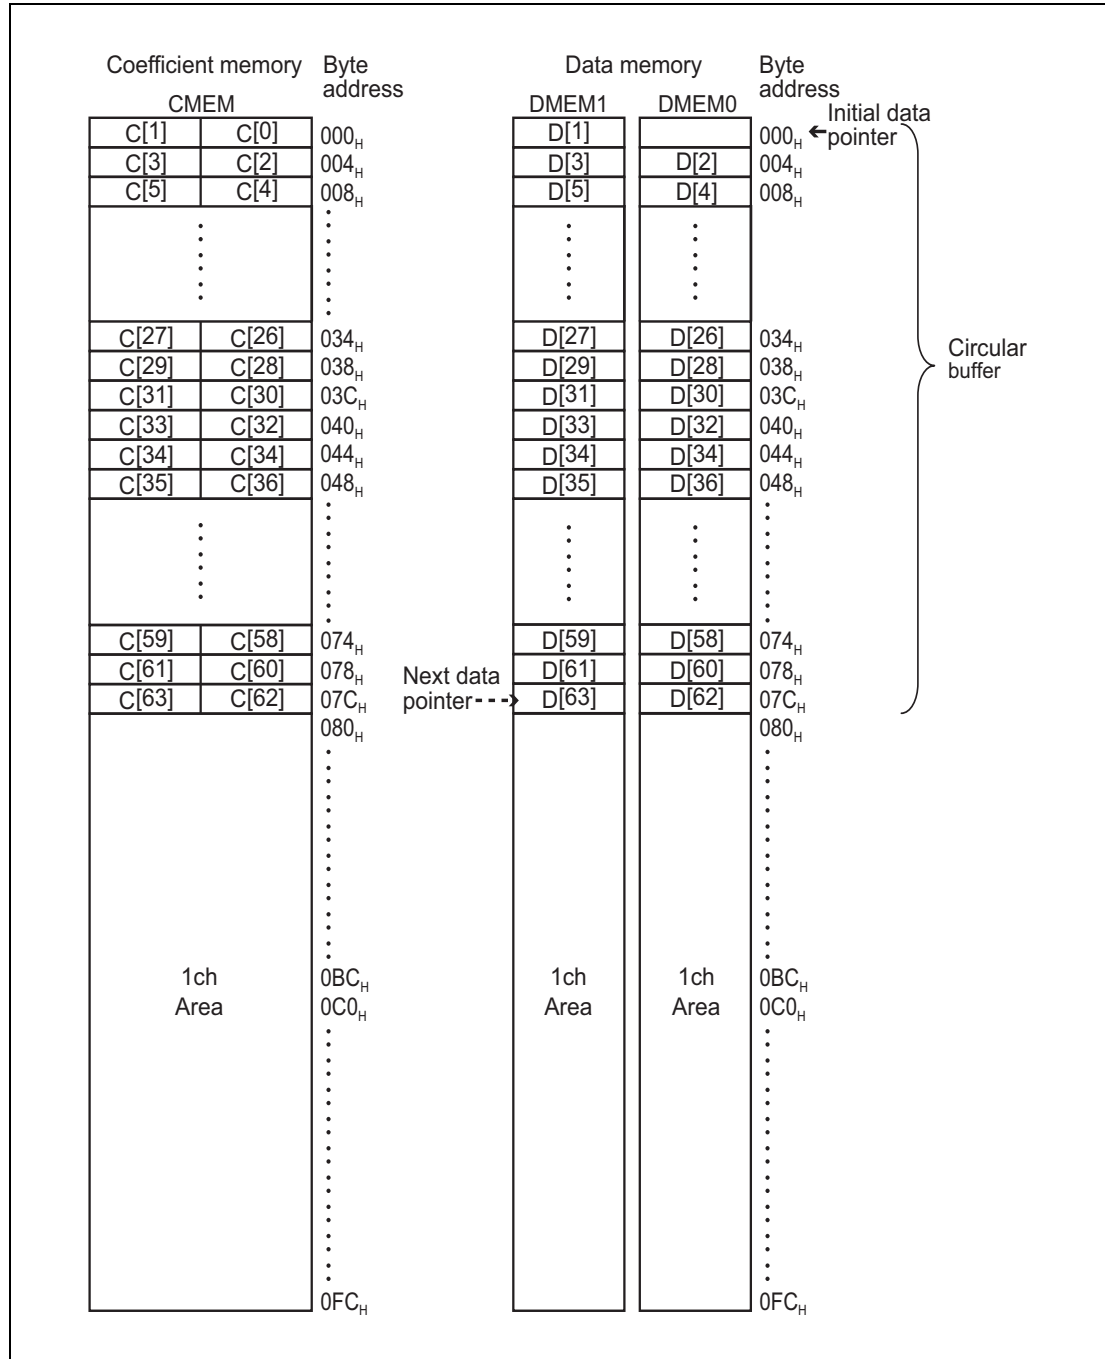 Coefficient memory Byte address
Data memory Byte address
CMEM DMEM1 DMEM0
Initial data pointer
C[1] C[0] 000H D[1] 000H
C[3] C[2] 004H D[3] D[2] 004H
C[5] C[4] 008H D[5] D[4] 008H
C[27] C[26] 034H D[27] D[26] 034H
C[29] C[28] 038H D[29] D[28] 038H
C[31] C[30] 03CH D[31] D[30] 03CH
C[33] C[32] 040H D[33] D[32] 040H
C[34] C[34] 044H D[34] D[34] 044H
C[35] C[36] 048H D[35] D[36] 048H
Circular buffer
C[59] C[58] 074H D[59] D[58] 074H
C[61] C[60] 078H D[61] D[60] 078H
C[63] C[62] 07CH D[63] D[62] 07CH
Next data pointer
080H 080H
1ch Area 1ch Area 1ch Area
0BCH 0BCH
0C0H 0C0H
0FCH 0FCH